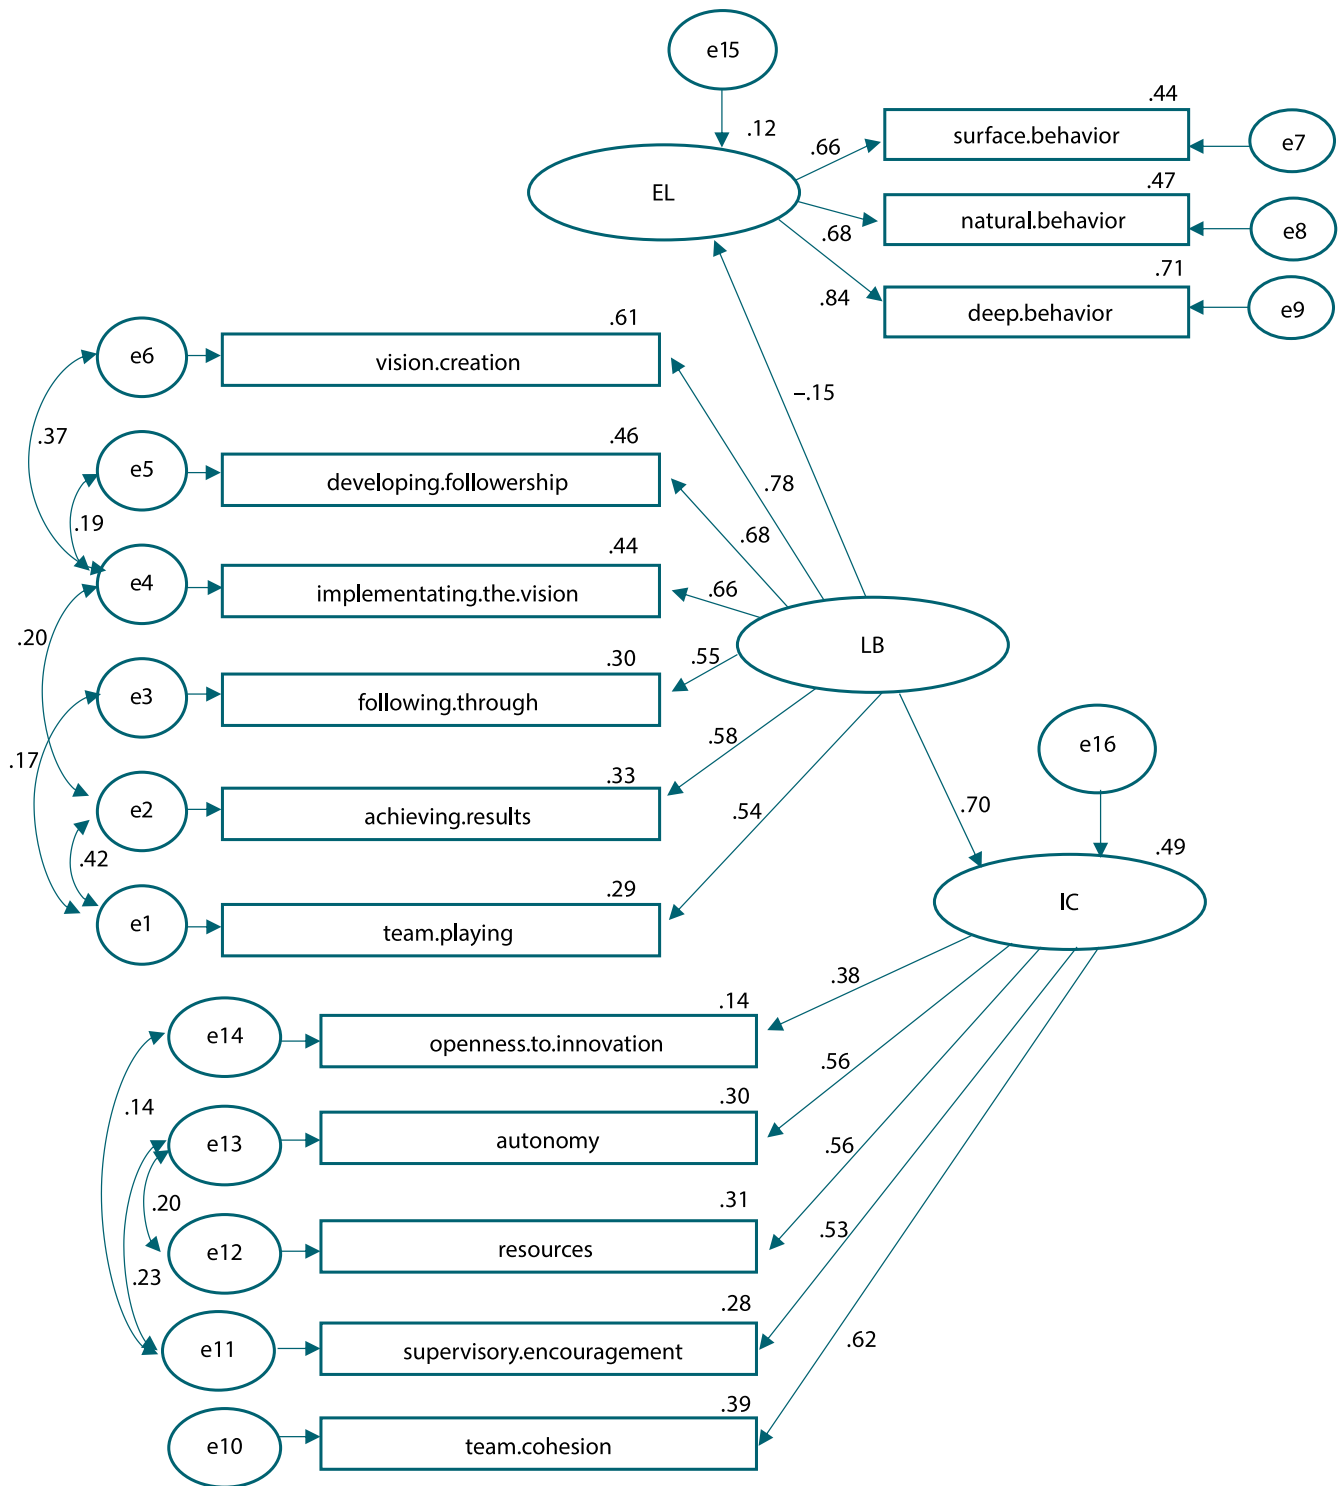 e15
.12
EL
.66
.68
.84
.44
surface.behavior
e7
.47
natural.behavior
e8
.71
deep.behavior
e9
–.15
e6
.61
vision.creation
.37
e5
.46
developing.followership
.19
e4
.44
implementating.the.vision
.20
e3
.30
following.through
.17
e2
.33
achieving.results
.42
e1
.29
team.playing
.78
.68
.66
.55
.58
.54
LB
.70
e16
.49
IC
.38
.56
.56
.53
.62
e14
.14
openness.to.innovation
.14
e13
.30
autonomy
.20
e12
.31
resources
.23
e11
.28
supervisory.encouragement
e10
.39
team.cohesion